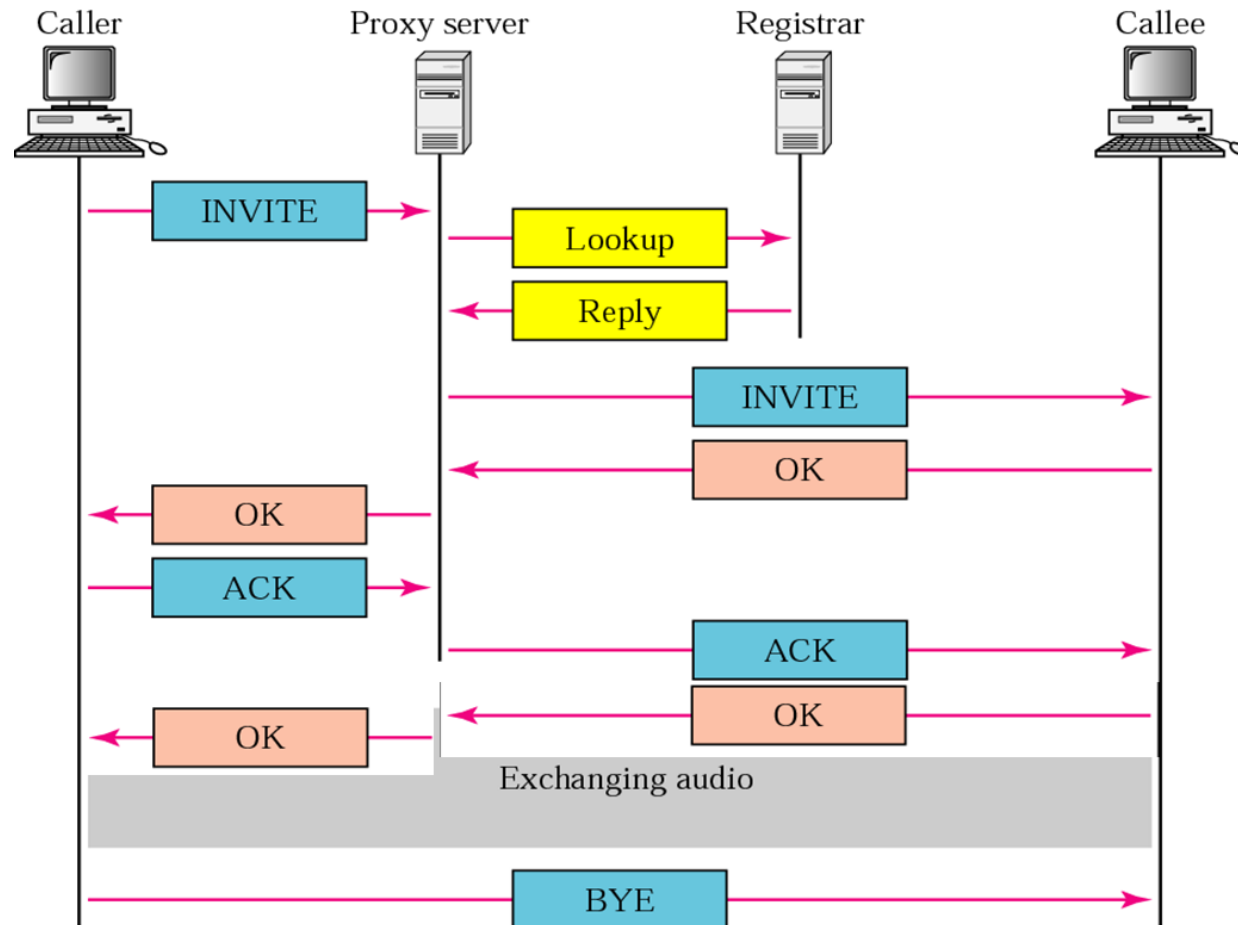 Caller Proxy server Registrar Callee
INVITE
Lookup
Reply
INVITE
OK
OK
ACK
ACK
OK
OK
Exchanging audio
BYE